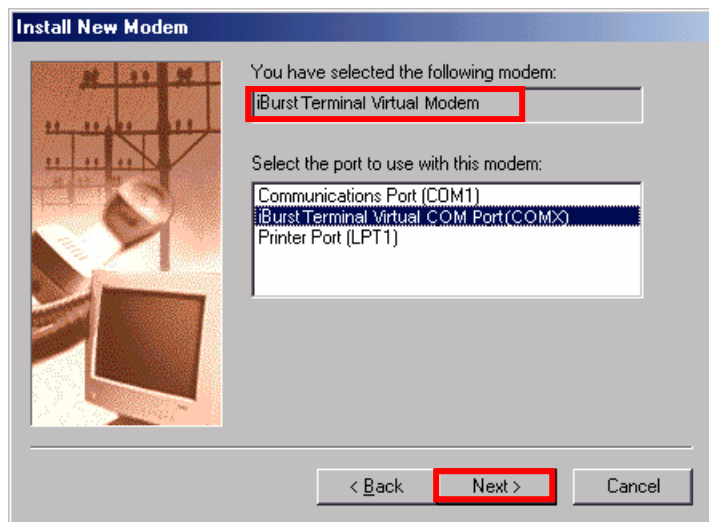 Install New Modem
You have selected the following modem:
iBurst Terminal Virtual Modem
Select the port to use with this modem:
Communications Port (COM1)
iBurst Terminal Virtual COM Port(COMX)
Printer Port (LPT1)
< Back Next > Cancel